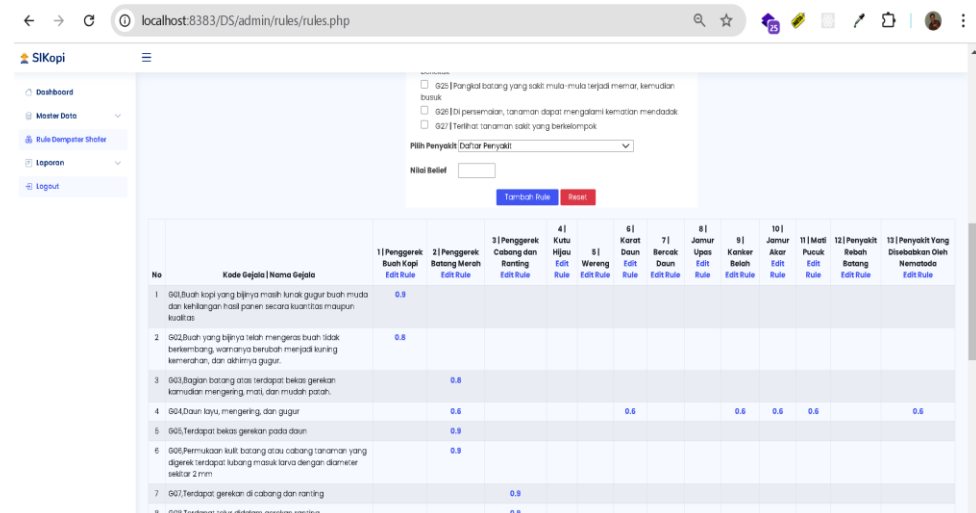 localhost:8383/DS/admin/rules/rules.php
25
SIKopi
Dashboard
Master Data
Rule Dempster Shafer
Laporan
Logout
G25 | Pangkal batang yang sakit mula-mula terjadi memar, kemudian
busuk
G26 | Di persemaian, tanaman dapat mengalami kematian mendadak
G27 | Terlihat tanaman sakit yang berkelompok
Pilih Penyakit Daftar Penyakit
Nilai Belief
Tambah Rule Reset
No
Kode Gejala | Nama Gejala
1 | Penggerek
Buah Kopi
Edit Rule
2 | Penggerek
Batang Merah
Edit Rule
3 | Penggerek
Cabang dan
Ranting
Edit Rule
4 |
Kutu
Hijau
Edit
Rule
5 |
Wereng
Edit Rule
6 |
Karat
Daun
Edit
Rule
7 |
Bercak
Daun
Edit Rule
8 |
Jamur
Upas
Edit
Rule
9 |
Kanker
Belah
Edit Rule
10 |
Jamur
Akar
Edit
Rule
11 | Mati
Pucuk
Edit
Rule
12 | Penyakit
Rebah
Batang
Edit Rule
13 | Penyakit Yang
Disebabkan Oleh
Nematoda
Edit Rule
1 G01,Buah kopi yang bijinya masih lunak gugur buah muda 0.9
dan kehilangan hasil panen secara kuantitas maupun
kualitas
2 G02,Buah yang bijinya telah mengeras buah tidak 0.8
berkembang, warnanya berubah menjadi kuning
kemerahan, dan akhirnya gugur.
3 G03,Bagian batang atas terdapat bekas gerekan 0.8
kamudian mengering, mati, dan mudah patah.
4 G04,Daun layu, mengering, dan gugur 0.6 0.6 0.6 0.6 0.6 0.6
5 G05,Terdapat bekas gerekan pada daun 0.9
6 G06,Permukaan kulit batang atau cabang tanaman yang 0.9
digerek terdapat lubang masuk larva dengan diameter
sekitar 2 mm
7 G07,Terdapat gerekan di cabang dan ranting 0.9